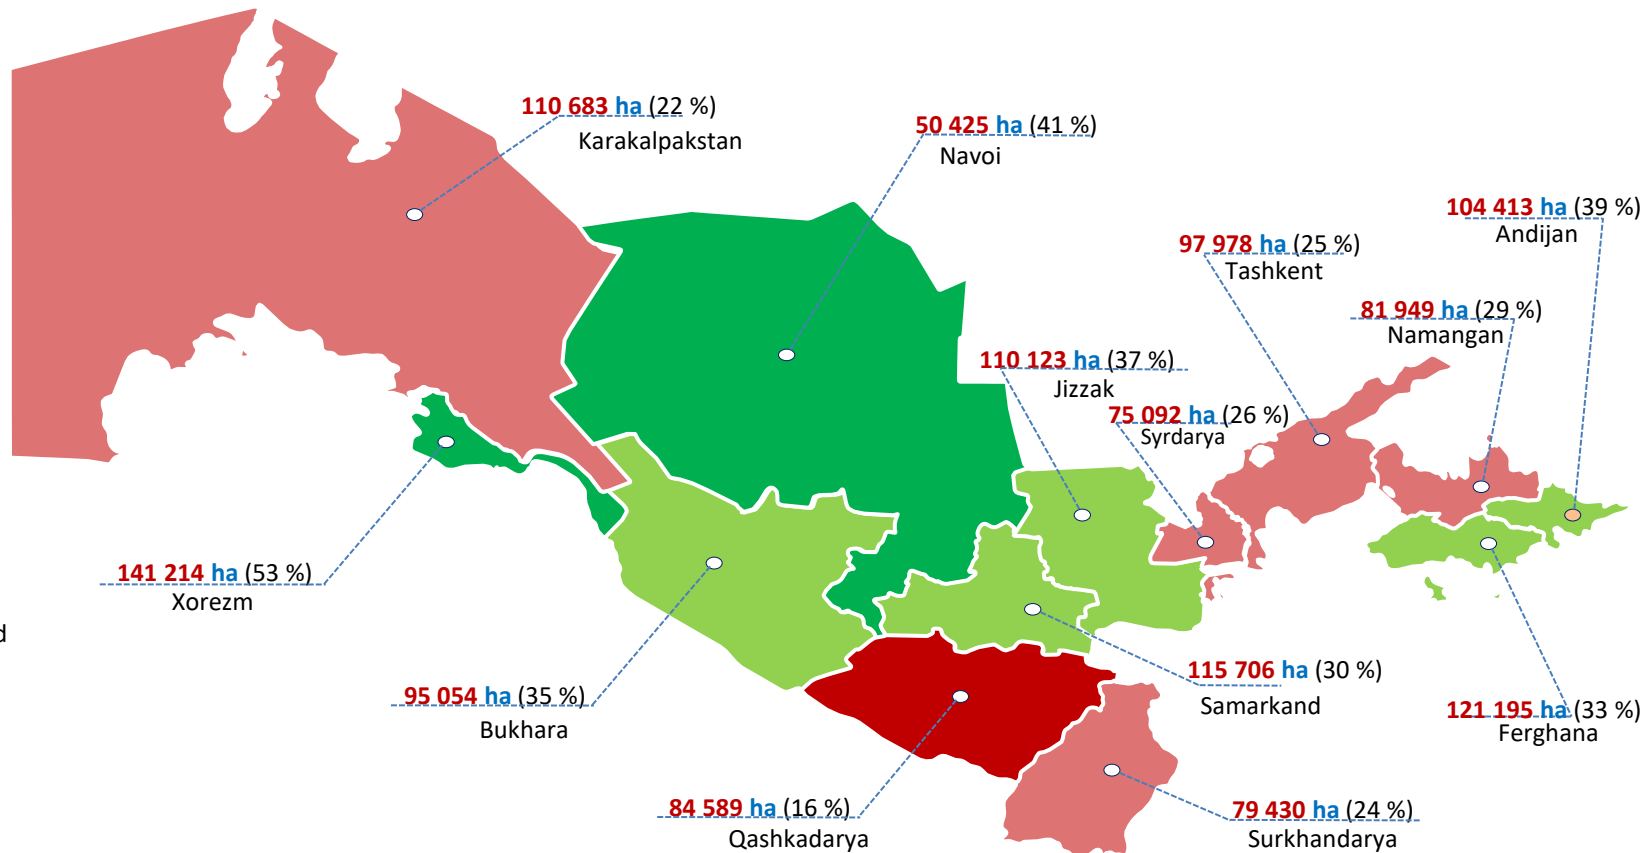 110 683 ha (22 %)
Karakalpakstan
50 425 ha (41 %)
Navoi
104 413 ha (39 %)
Andijan
97 978 ha (25 %)
Tashkent
81 949 ha (29 %)
Namangan
110 123 ha (37 %)
Jizzak
75 092 ha (26 %)
Syrdarya
141 214 ha (53 %)
Xorezm
d
115 706 ha (30 %)
Samarkand
95 054 ha (35 %)
Bukhara
121 195 ha (33 %)
Ferghana
84 589 ha (16 %)
Qashkadarya
79 430 ha (24 %)
Surkhandarya